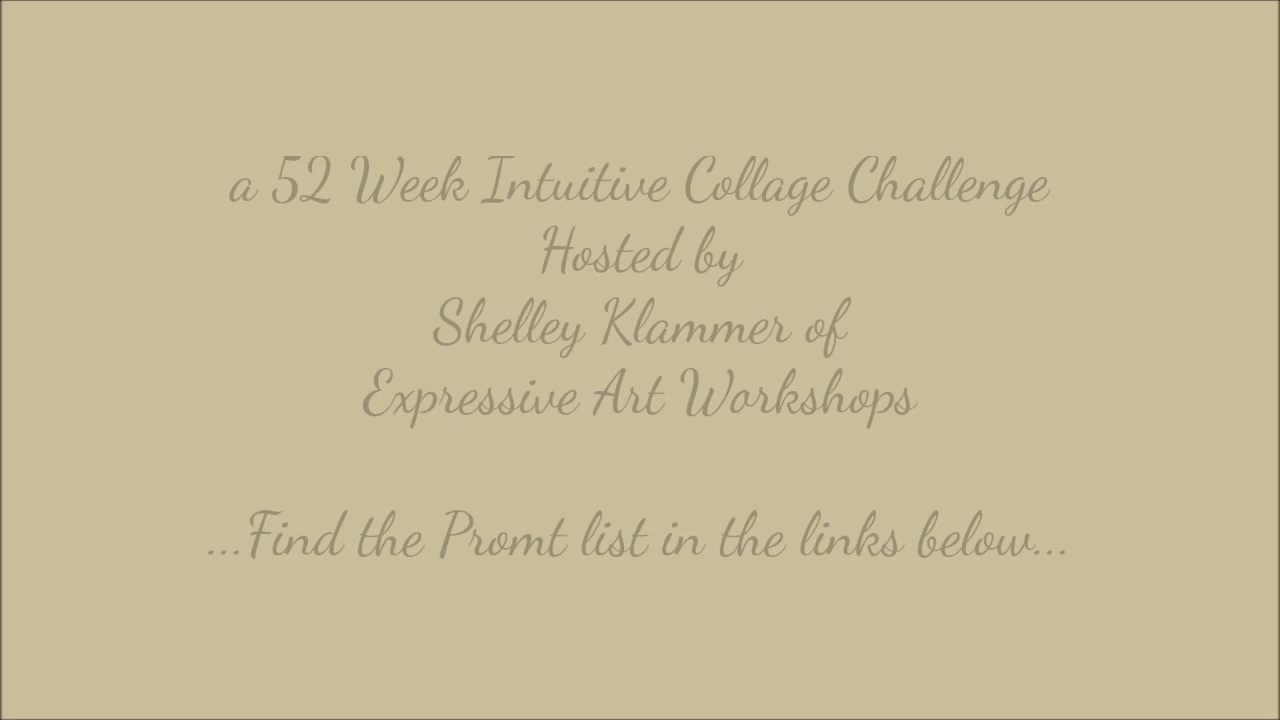 a 52 Week Intuitive Collage Challenge
Hosted by
Shelley Klammer of
Expressive Art Workshops
...Find the Promt list in the links below...